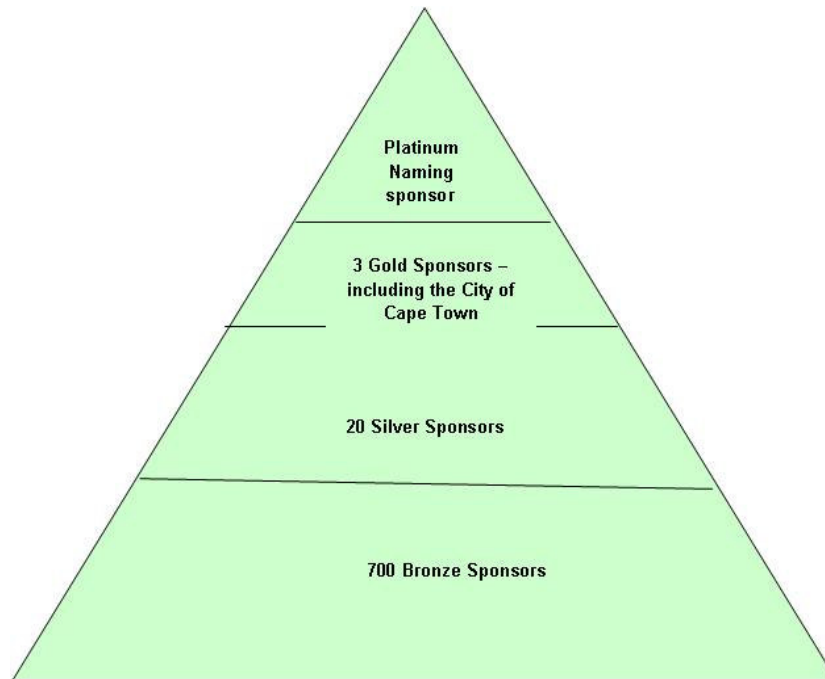 Platinum
Naming
sponsor
3 Gold Sponsors –
including the City of
Cape Town
20 Silver Sponsors
700 Bronze Sponsors